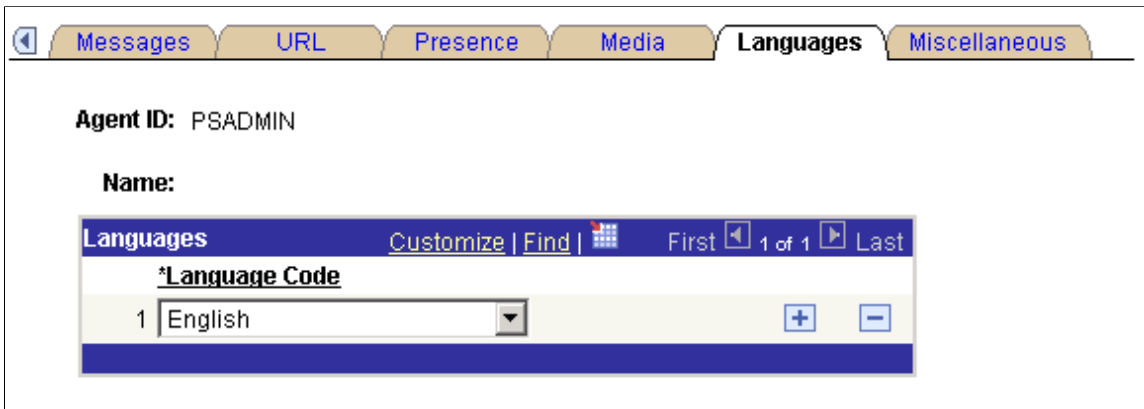 Messages URL Presence Media Languages Miscellaneous
Agent ID: PSADMIN
Name:
Languages Customize | Find | First 1 of 1 Last
*Language Code
1 English